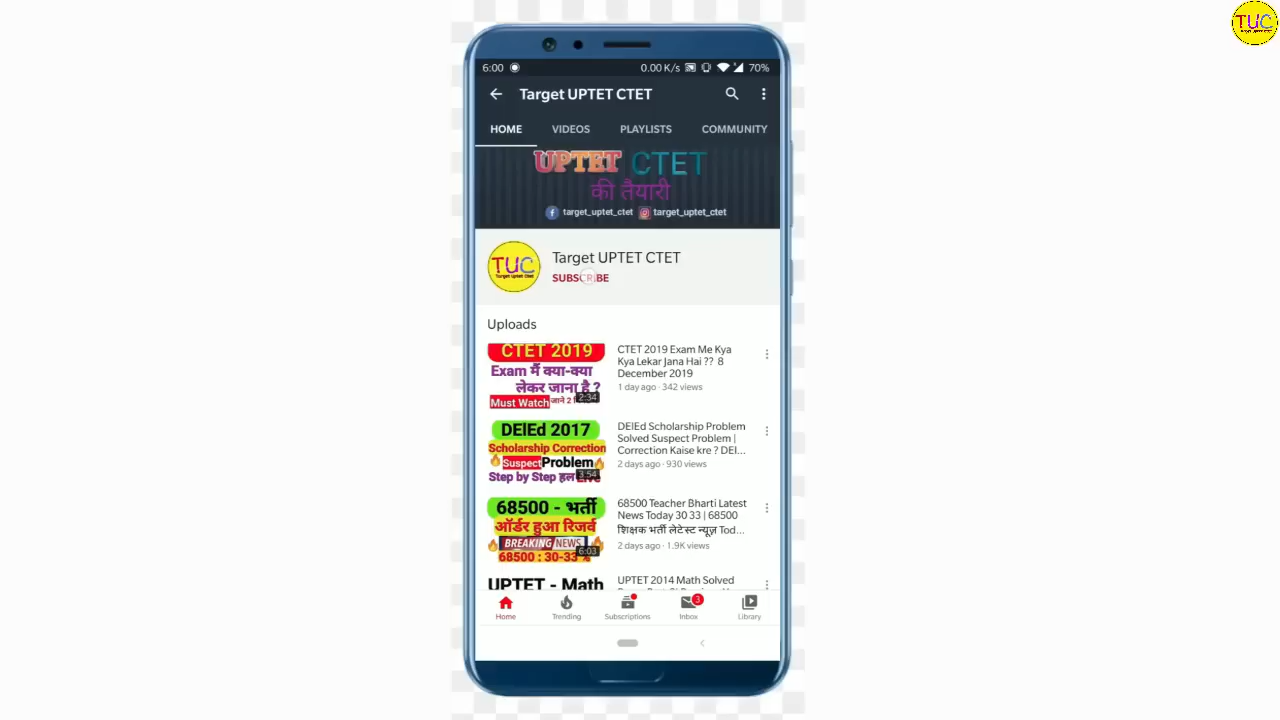 TUC
6:00
0.00 K/s
70%
Target UPTET CTET
HOME VIDEOS PLAYLISTS COMMUNITY
UPTET CTET
की तैयारी
target_uptet_ctet target_uptet_ctet
TUC
Target Uptet Ctet
Target UPTET CTET
SUBSCRIBE
Uploads
CTET 2019
Exam मैं क्या-क्या
लेकर जाना है ?
Must Watch
2:34
CTET 2019 Exam Me Kya
Kya Lekar Jana Hai ?? 8
December 2019
1 day ago · 342 views
DElEd 2017
Scholarship Correction
Suspect Problem
Step by Step हल
3:54
DElEd Scholarship Problem
Solved Suspect Problem |
Correction Kaise kre ? DEl...
2 days ago · 930 views
68500 - भर्ती
ऑर्डर हुआ रिजर्व
BREAKING NEWS
68500 : 30-33 %
6:03
68500 Teacher Bharti Latest
News Today 30 33 | 68500
शिक्षक भर्ती लेटेस्ट न्यूज़ Tod...
2 days ago · 1.9K views
UPTET - Math
UPTET 2014 Math Solved
3
Home Trending Subscriptions Inbox Library